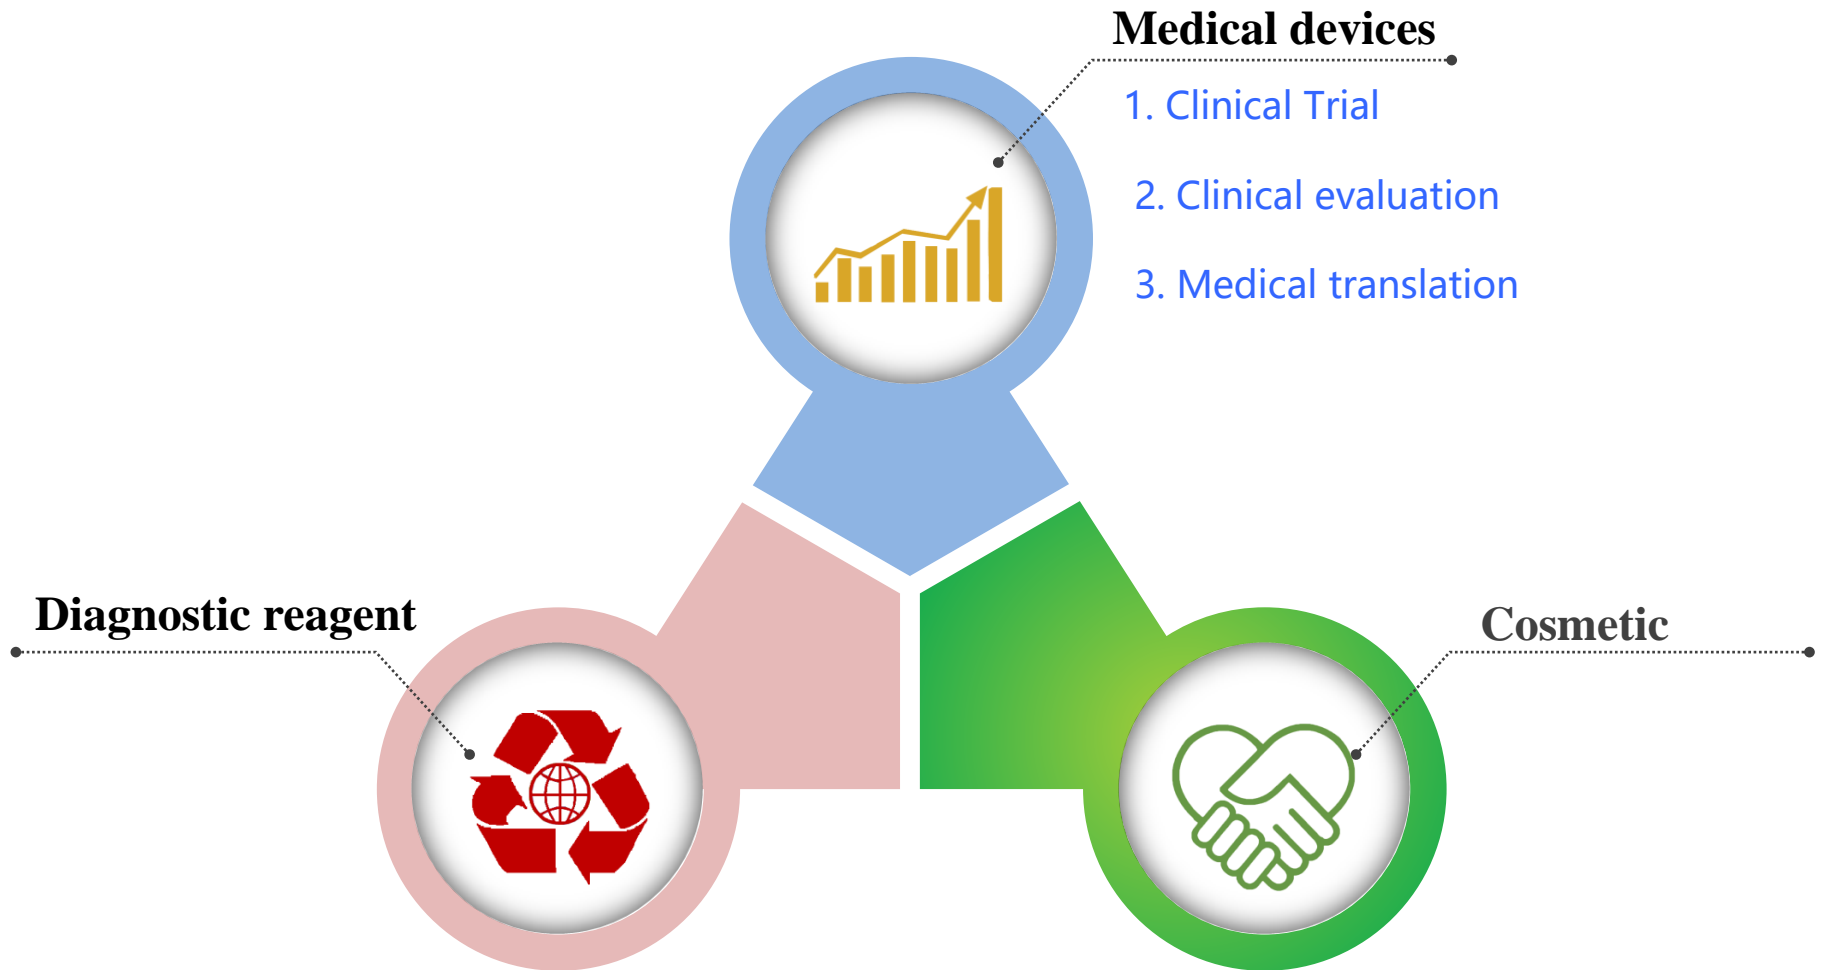 Medical devices
1. Clinical Trial
2. Clinical evaluation
3. Medical translation
Diagnostic reagent
Cosmetic